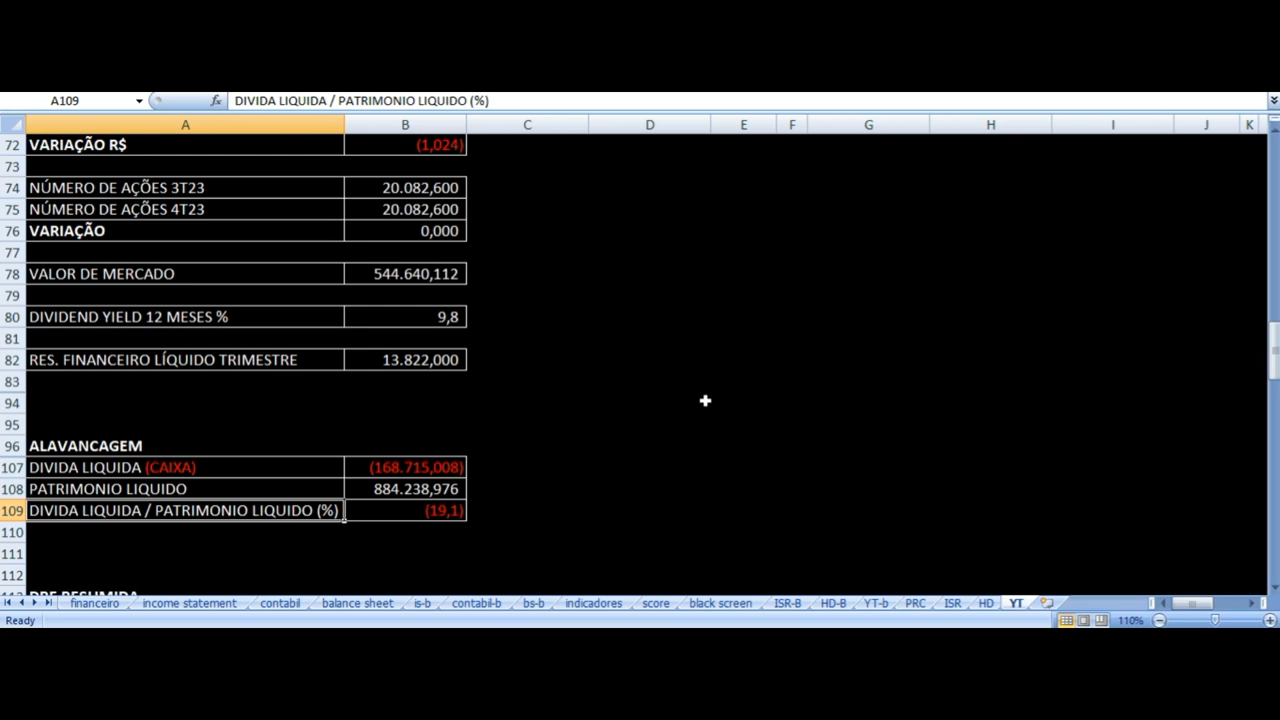 A109 fx DIVIDA LIQUIDA / PATRIMONIO LIQUIDO (%)
A B C D E F G H I J K
72 VARIAÇÃO R$ (1,024)
73
74 NÚMERO DE AÇÕES 3T23 20.082,600
75 NÚMERO DE AÇÕES 4T23 20.082,600
76 VARIAÇÃO 0,000
77
78 VALOR DE MERCADO 544.640,112
79
80 DIVIDEND YIELD 12 MESES % 9,8
81
82 RES. FINANCEIRO LÍQUIDO TRIMESTRE 13.822,000
83
94
95
96 ALAVANCAGEM
107 DIVIDA LIQUIDA (CAIXA) (168.715,008)
108 PATRIMONIO LIQUIDO 884.238,976
109 DIVIDA LIQUIDA / PATRIMONIO LIQUIDO (%) (19,1)
110
111
112
113 DRE RESUMIDA
financeiro income statement contabil balance sheet is-b contabil-b bs-b indicadores score black screen ISR-B HD-B YT-b PRC ISR HD YT
Ready 110%